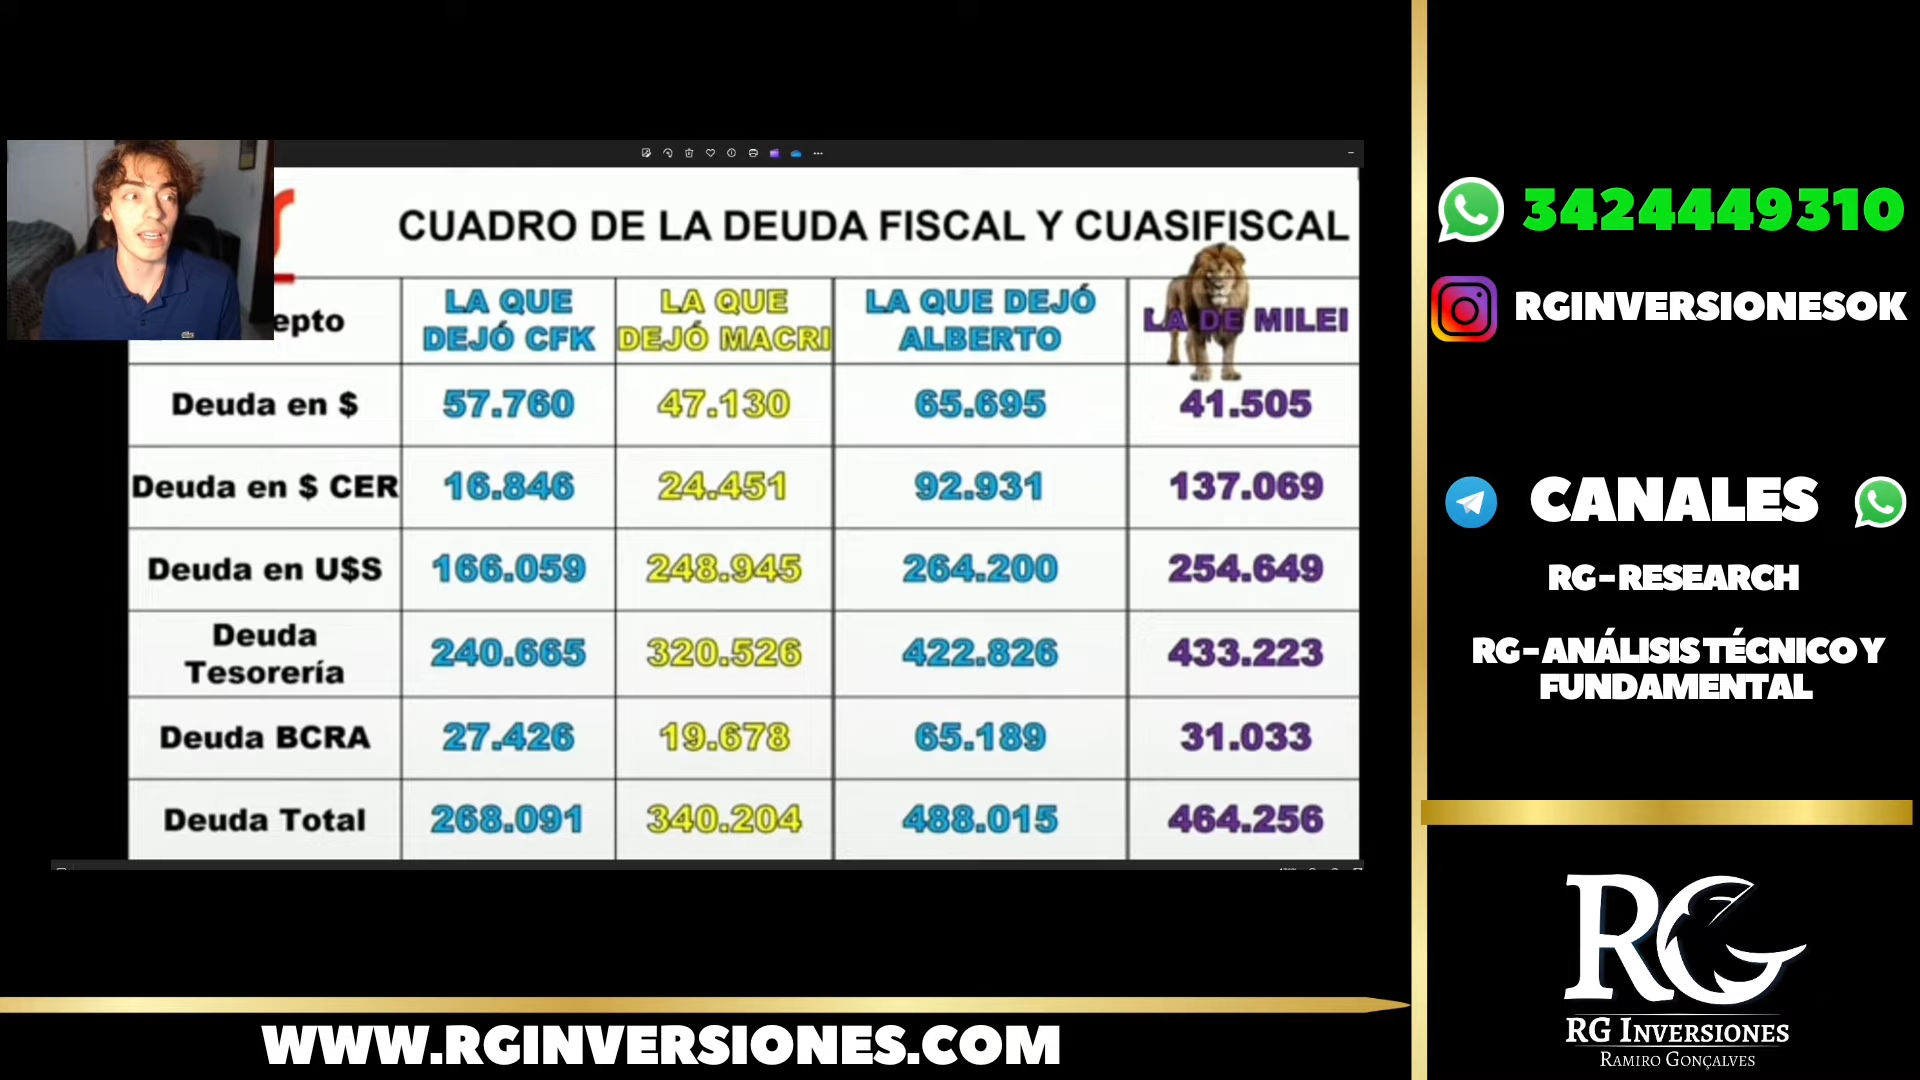 CUADRO DE LA DEUDA FISCAL Y CUASIFISCAL
epto
LA QUE
DEJÓ CFK
LA QUE
DEJÓ MACRI
LA QUE DEJÓ
ALBERTO
LA DE MILEI
Deuda en $
57.760
47.130
65.695
41.505
Deuda en $ CER
16.846
24.451
92.931
137.069
Deuda en U$S
166.059
248.945
264.200
254.649
Deuda
Tesorería
240.665
320.526
422.826
433.223
Deuda BCRA
27.426
19.678
65.189
31.033
Deuda Total
268.091
340.204
488.015
464.256
WWW.RGINVERSIONES.COM
3424449310
RGINVERSIONESOK
CANALES
RG - RESEARCH
RG - ANÁLISIS TÉCNICO Y
FUNDAMENTAL
RG
RG INVERSIONES
RAMIRO GONÇALVES